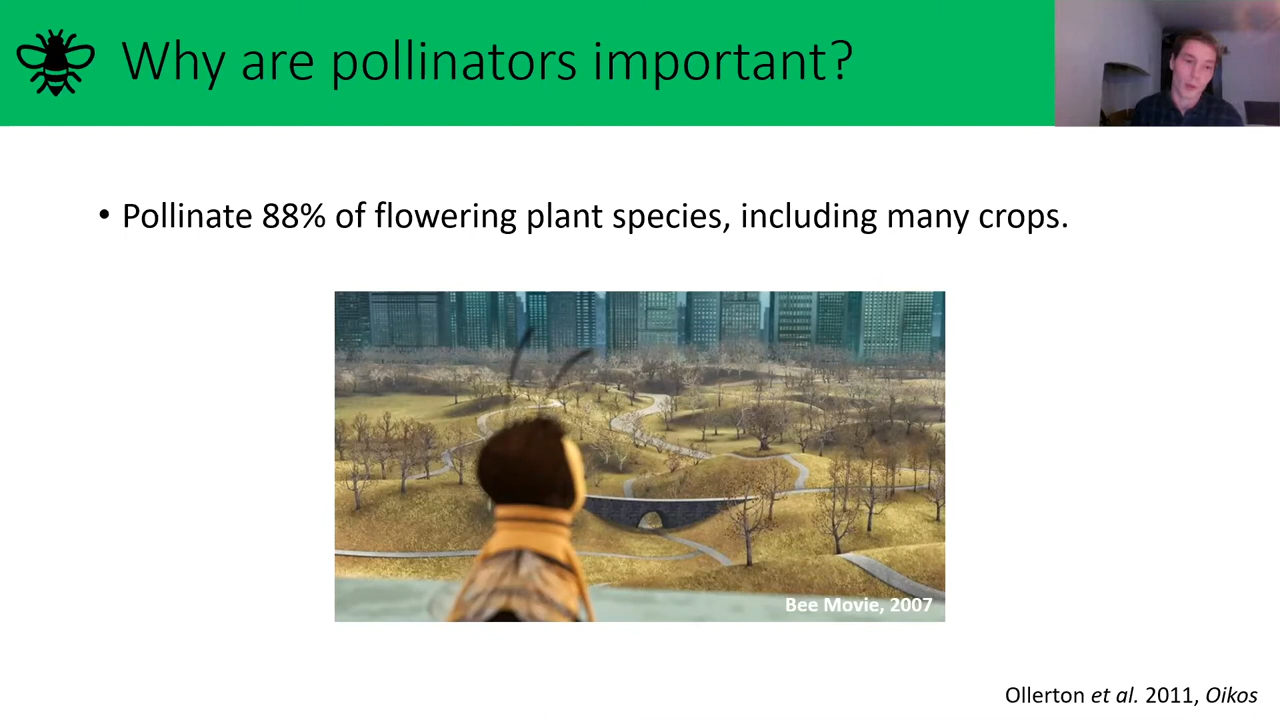 Why are pollinators important?
• Pollinate 88% of flowering plant species, including many crops.
Bee Movie, 2007
Ollerton et al. 2011, Oikos